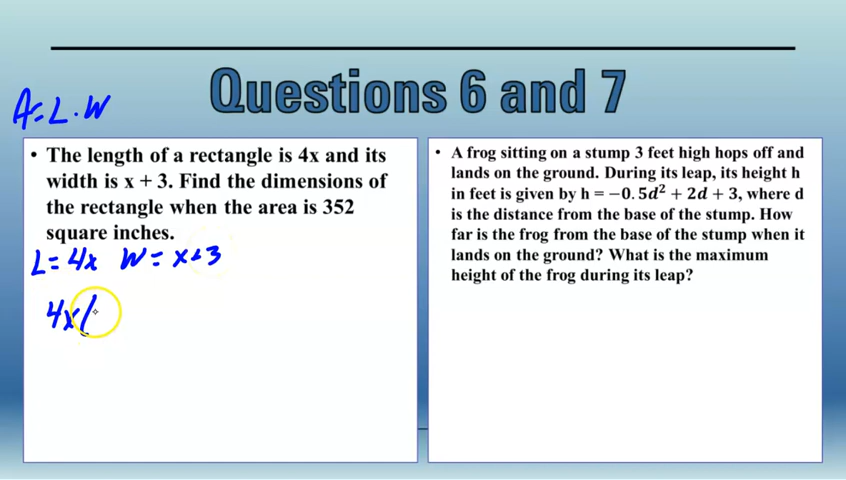 Questions 6 and 7
A=L·W
• The length of a rectangle is 4x and its
width is x + 3. Find the dimensions of
the rectangle when the area is 352
square inches.
L=4x W=x+3
4x(
• A frog sitting on a stump 3 feet high hops off and
lands on the ground. During its leap, its height h
in feet is given by h = −0.5d² + 2d + 3, where d
is the distance from the base of the stump. How
far is the frog from the base of the stump when it
lands on the ground? What is the maximum
height of the frog during its leap?